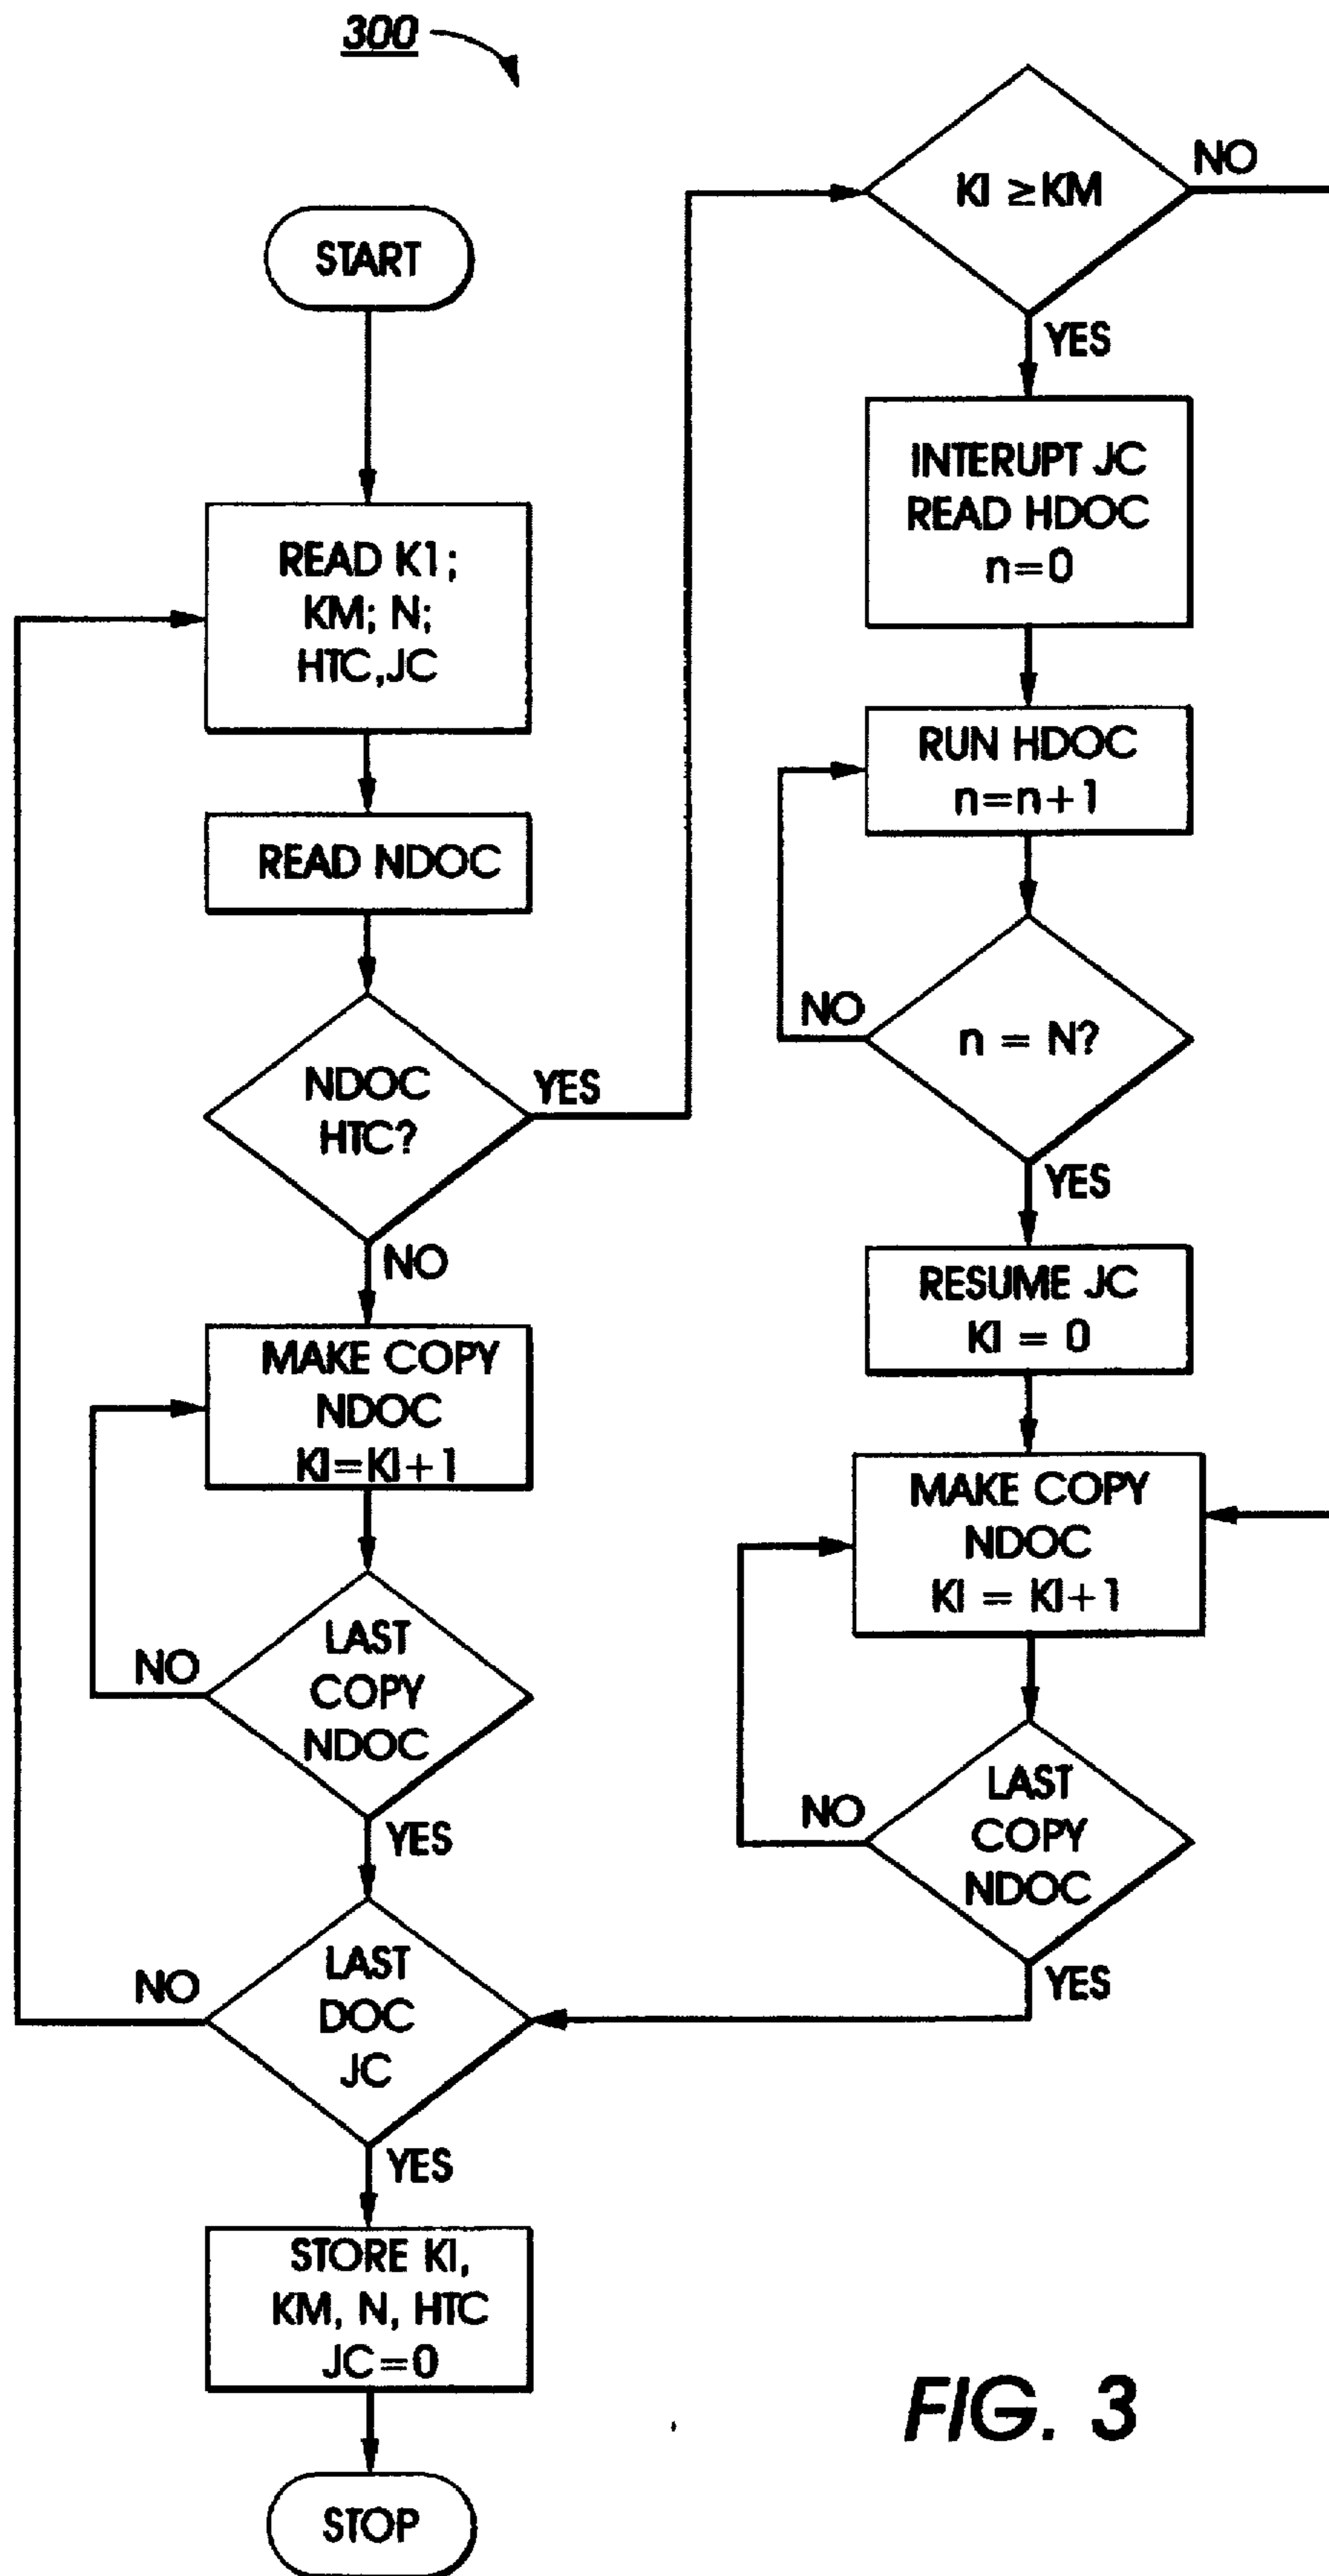 300
START
READ K1;
KM; N;
HTC,JC
READ NDOC
NDOC
HTC?
YES
NO
MAKE COPY
NDOC
KI=KI+1
LAST
COPY
NDOC
NO
YES
LAST
DOC
JC
NO
YES
STORE KI,
KM, N, HTC
JC=0
STOP
KI ≥KM
NO
YES
INTERUPT JC
READ HDOC
n=0
RUN HDOC
n=n+1
n = N?
NO
YES
RESUME JC
KI = 0
MAKE COPY
NDOC
KI = KI+1
LAST
COPY
NDOC
NO
YES
FIG. 3